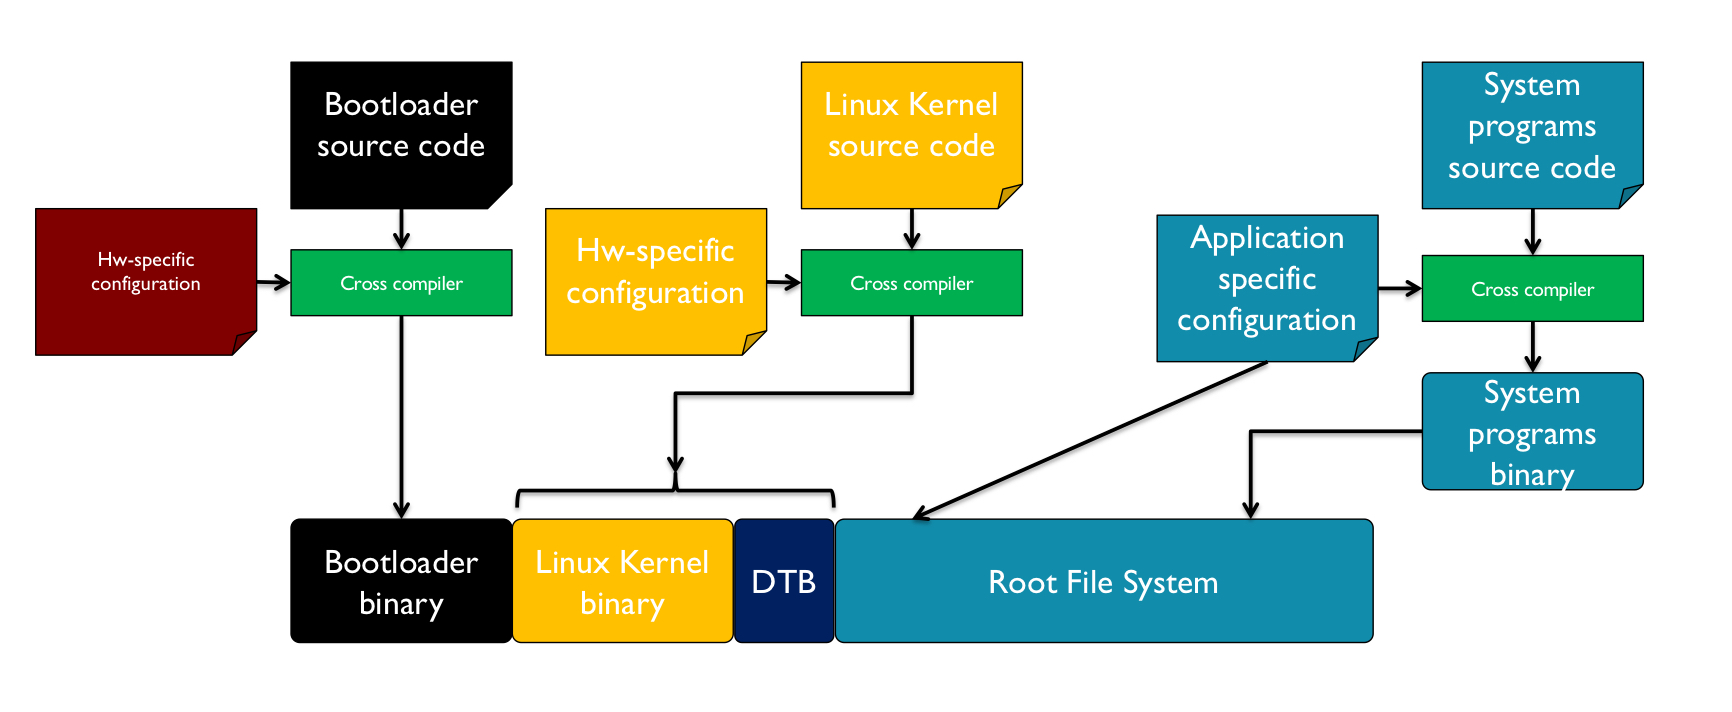 Bootloader
source code
Linux Kernel
source code
System
programs
source code
Hw-specific
configuration
Cross compiler
Hw-specific
configuration
Cross compiler
Application
specific
configuration
Cross compiler
System
programs
binary
Bootloader
binary
Linux Kernel
binary
DTB
Root File System